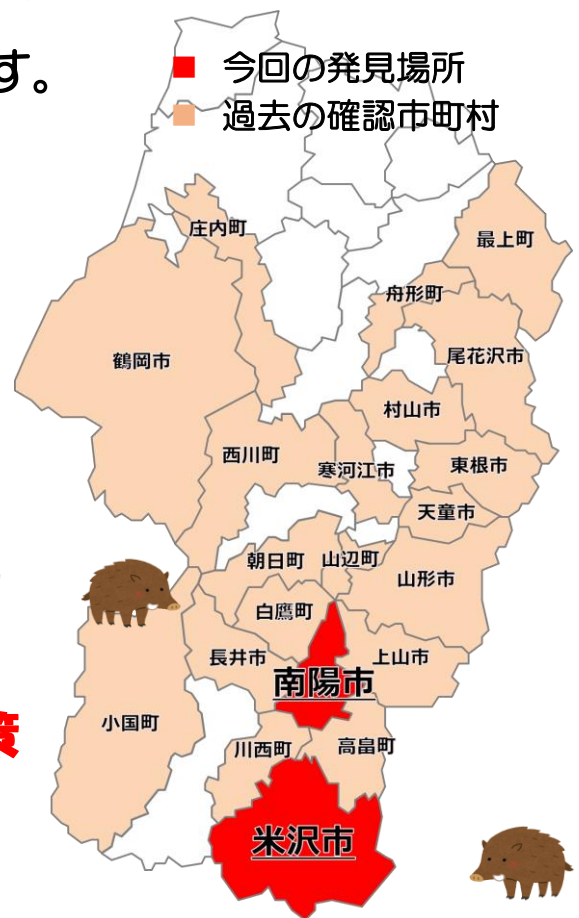 す。
■ 今回の発見場所
■ 過去の確認市町村
庄内町
最上町
舟形町
鶴岡市
尾花沢市
村山市
西川町
寒河江市
東根市
天童市
朝日町
山辺町
山形市
白鷹町
長井市
上山市
南陽市
小国町
川西町
高畠町
米沢市